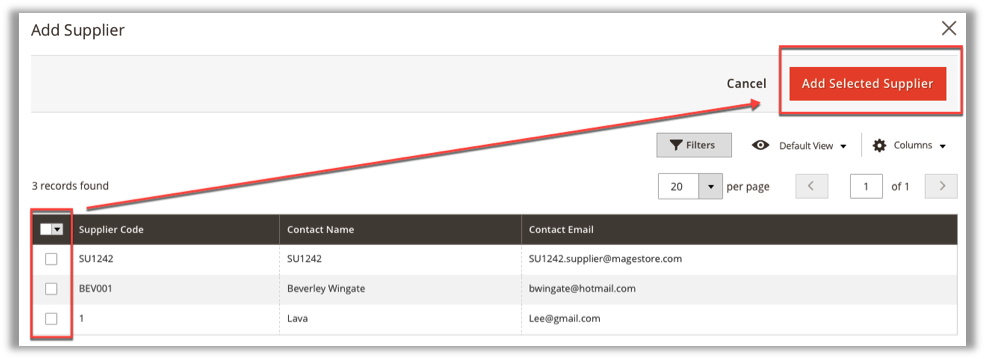 Add Supplier
Cancel
Add Selected Supplier
Filters
Default View
Columns
3 records found
20
per page
1
of 1
Supplier Code Contact Name Contact Email
SU1242 SU1242 SU1242.supplier@magestore.com
BEV001 Beverley Wingate bwingate@hotmail.com
1 Lava Lee@gmail.com